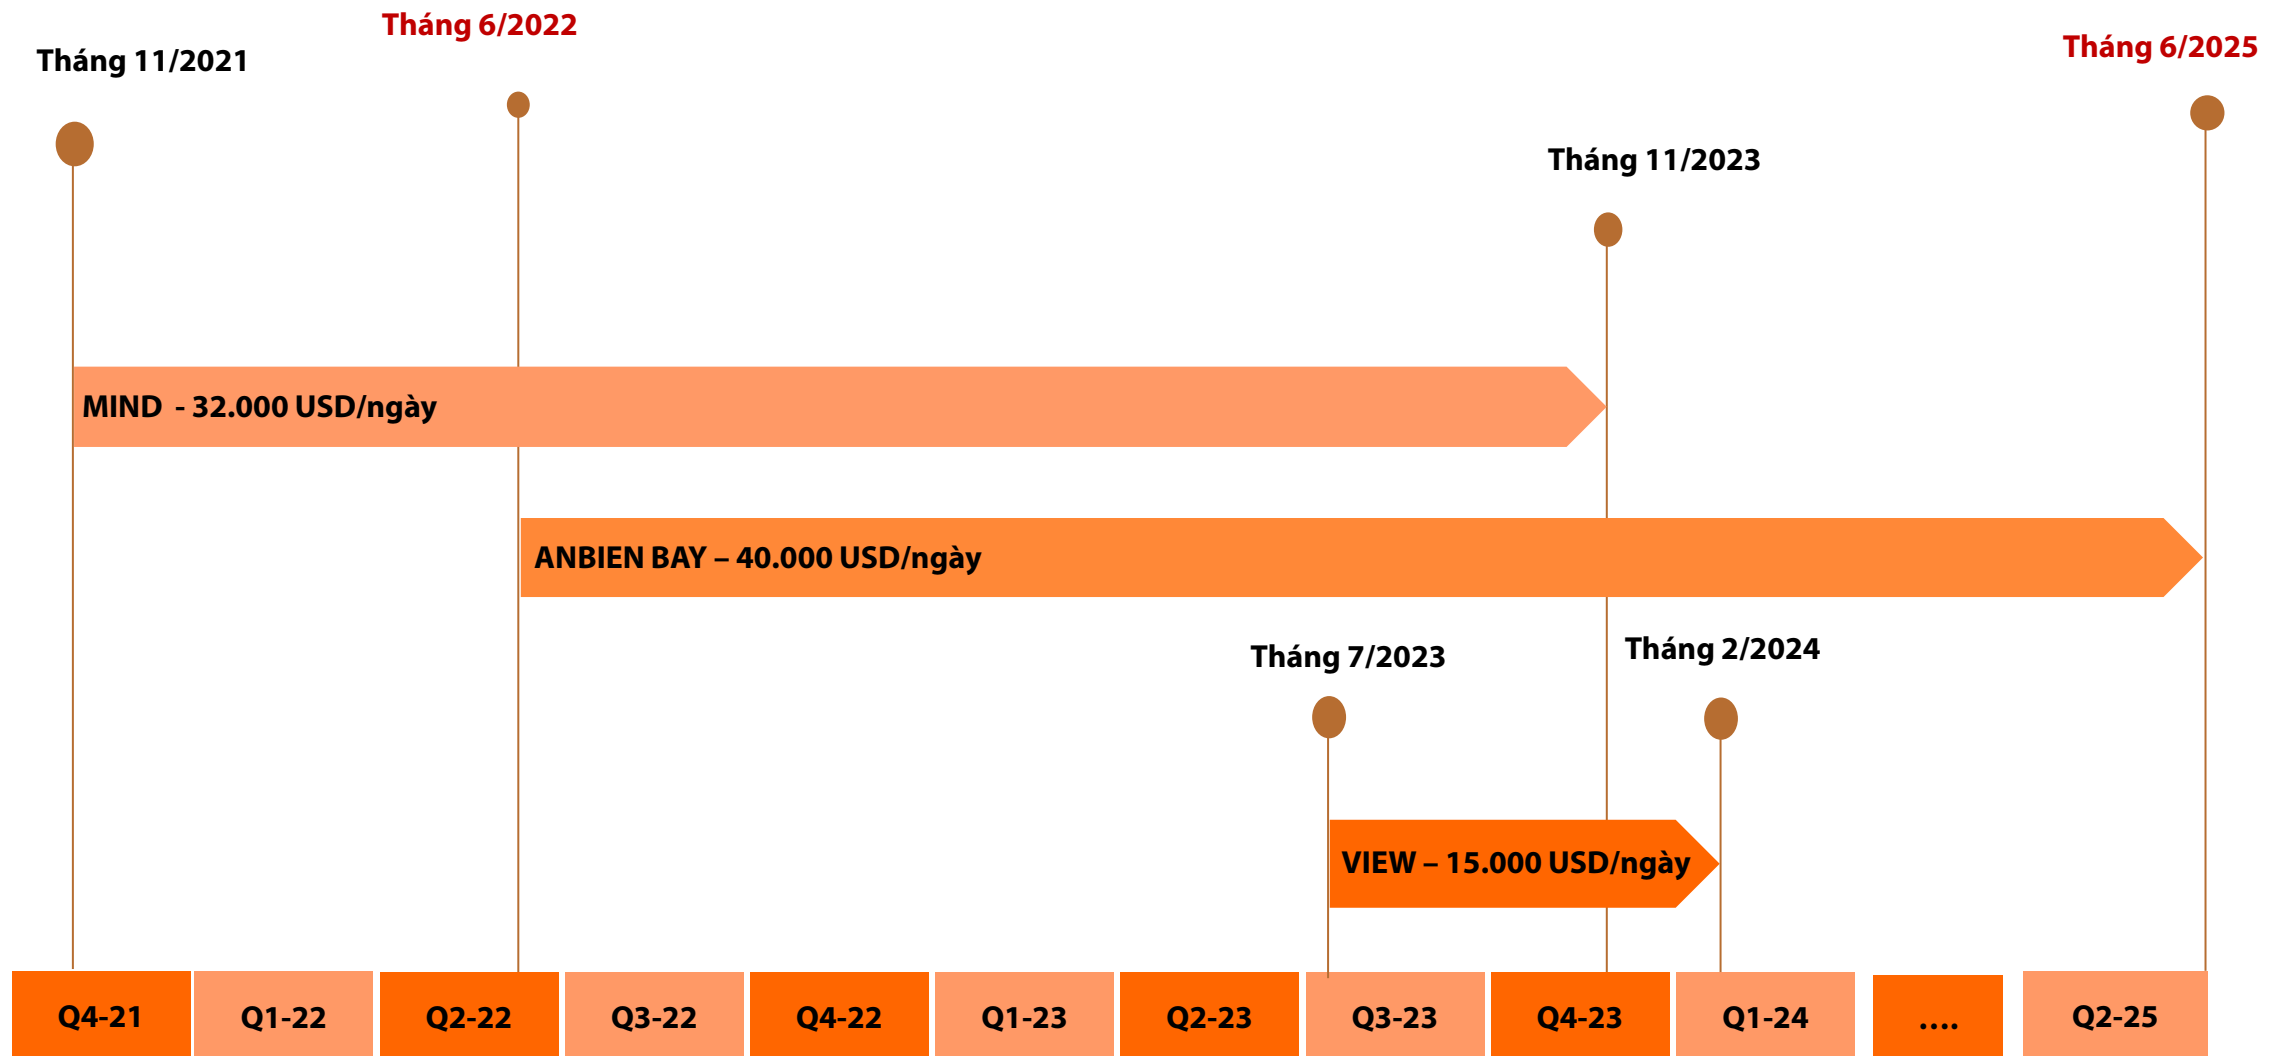 Tháng 6/2022
Tháng 11/2021
Tháng 6/2025
Tháng 11/2023
MIND - 32.000 USD/ngày
ANBIEN BAY – 40.000 USD/ngày
Tháng 7/2023
Tháng 2/2024
VIEW – 15.000 USD/ngày
Q4-21
Q1-22
Q2-22
Q3-22
Q4-22
Q1-23
Q2-23
Q3-23
Q4-23
Q1-24
....
Q2-25